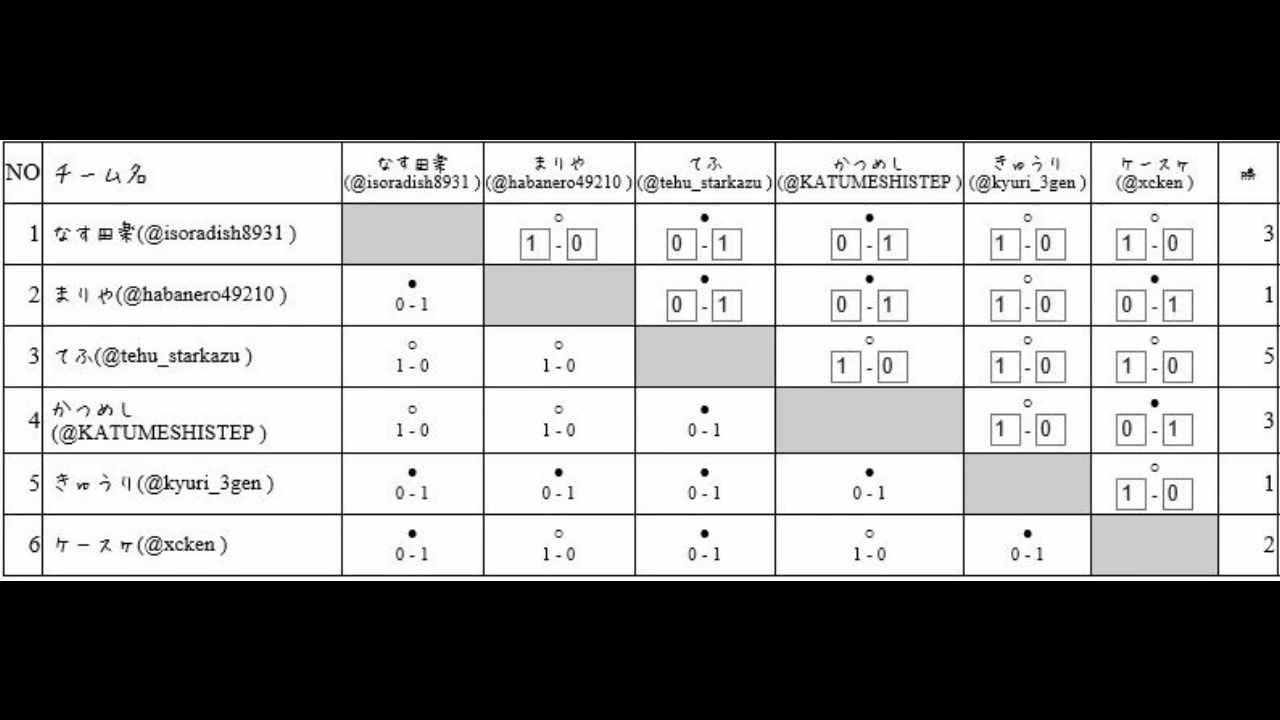 NO チーム名 なす田楽 まりや てふ かつめし きゅうり ケースケ 勝
(@isoradish8931 ) (@habanero49210 ) (@tehu_starkazu ) (@KATUMESHISTEP ) (@kyuri_3gen ) (@xcken )
○ ● ● ○ ○
1 なす田楽(@isoradish8931 ) 1 - 0 0 - 1 0 - 1 1 - 0 1 - 0 3
● ● ● ○ ●
2 まりや(@habanero49210 ) 0 - 1 0 - 1 0 - 1 1 - 0 0 - 1 1
○ ○ ○ ○ ○
3 てふ(@tehu_starkazu ) 1 - 0 1 - 0 1 - 0 1 - 0 1 - 0 5
かつめし ○ ○ ● ○ ●
4 (@KATUMESHISTEP ) 1 - 0 1 - 0 0 - 1 1 - 0 0 - 1 3
● ● ● ● ○
5 きゅうり(@kyuri_3gen ) 0 - 1 0 - 1 0 - 1 0 - 1 1 - 0 1
● ○ ● ○ ●
6 ケースケ(@xcken ) 0 - 1 1 - 0 0 - 1 1 - 0 0 - 1 2